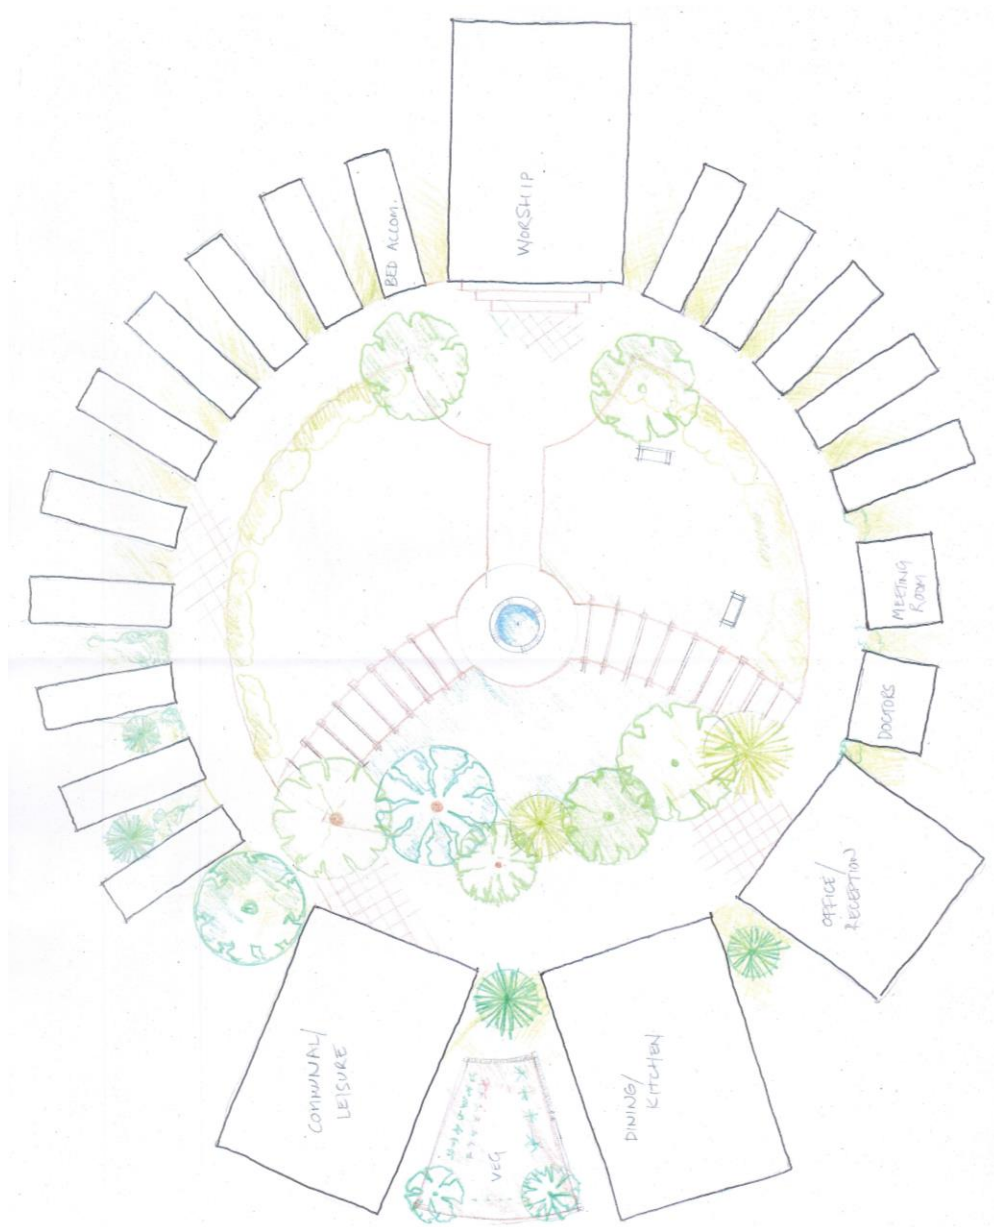 WORSHIP
BED ACCOM.
MEETING
ROOM
DOCTORS
OFFICE/
RECEPTION
COMMUNAL/
LEISURE
DINING/
KITCHEN
VEG